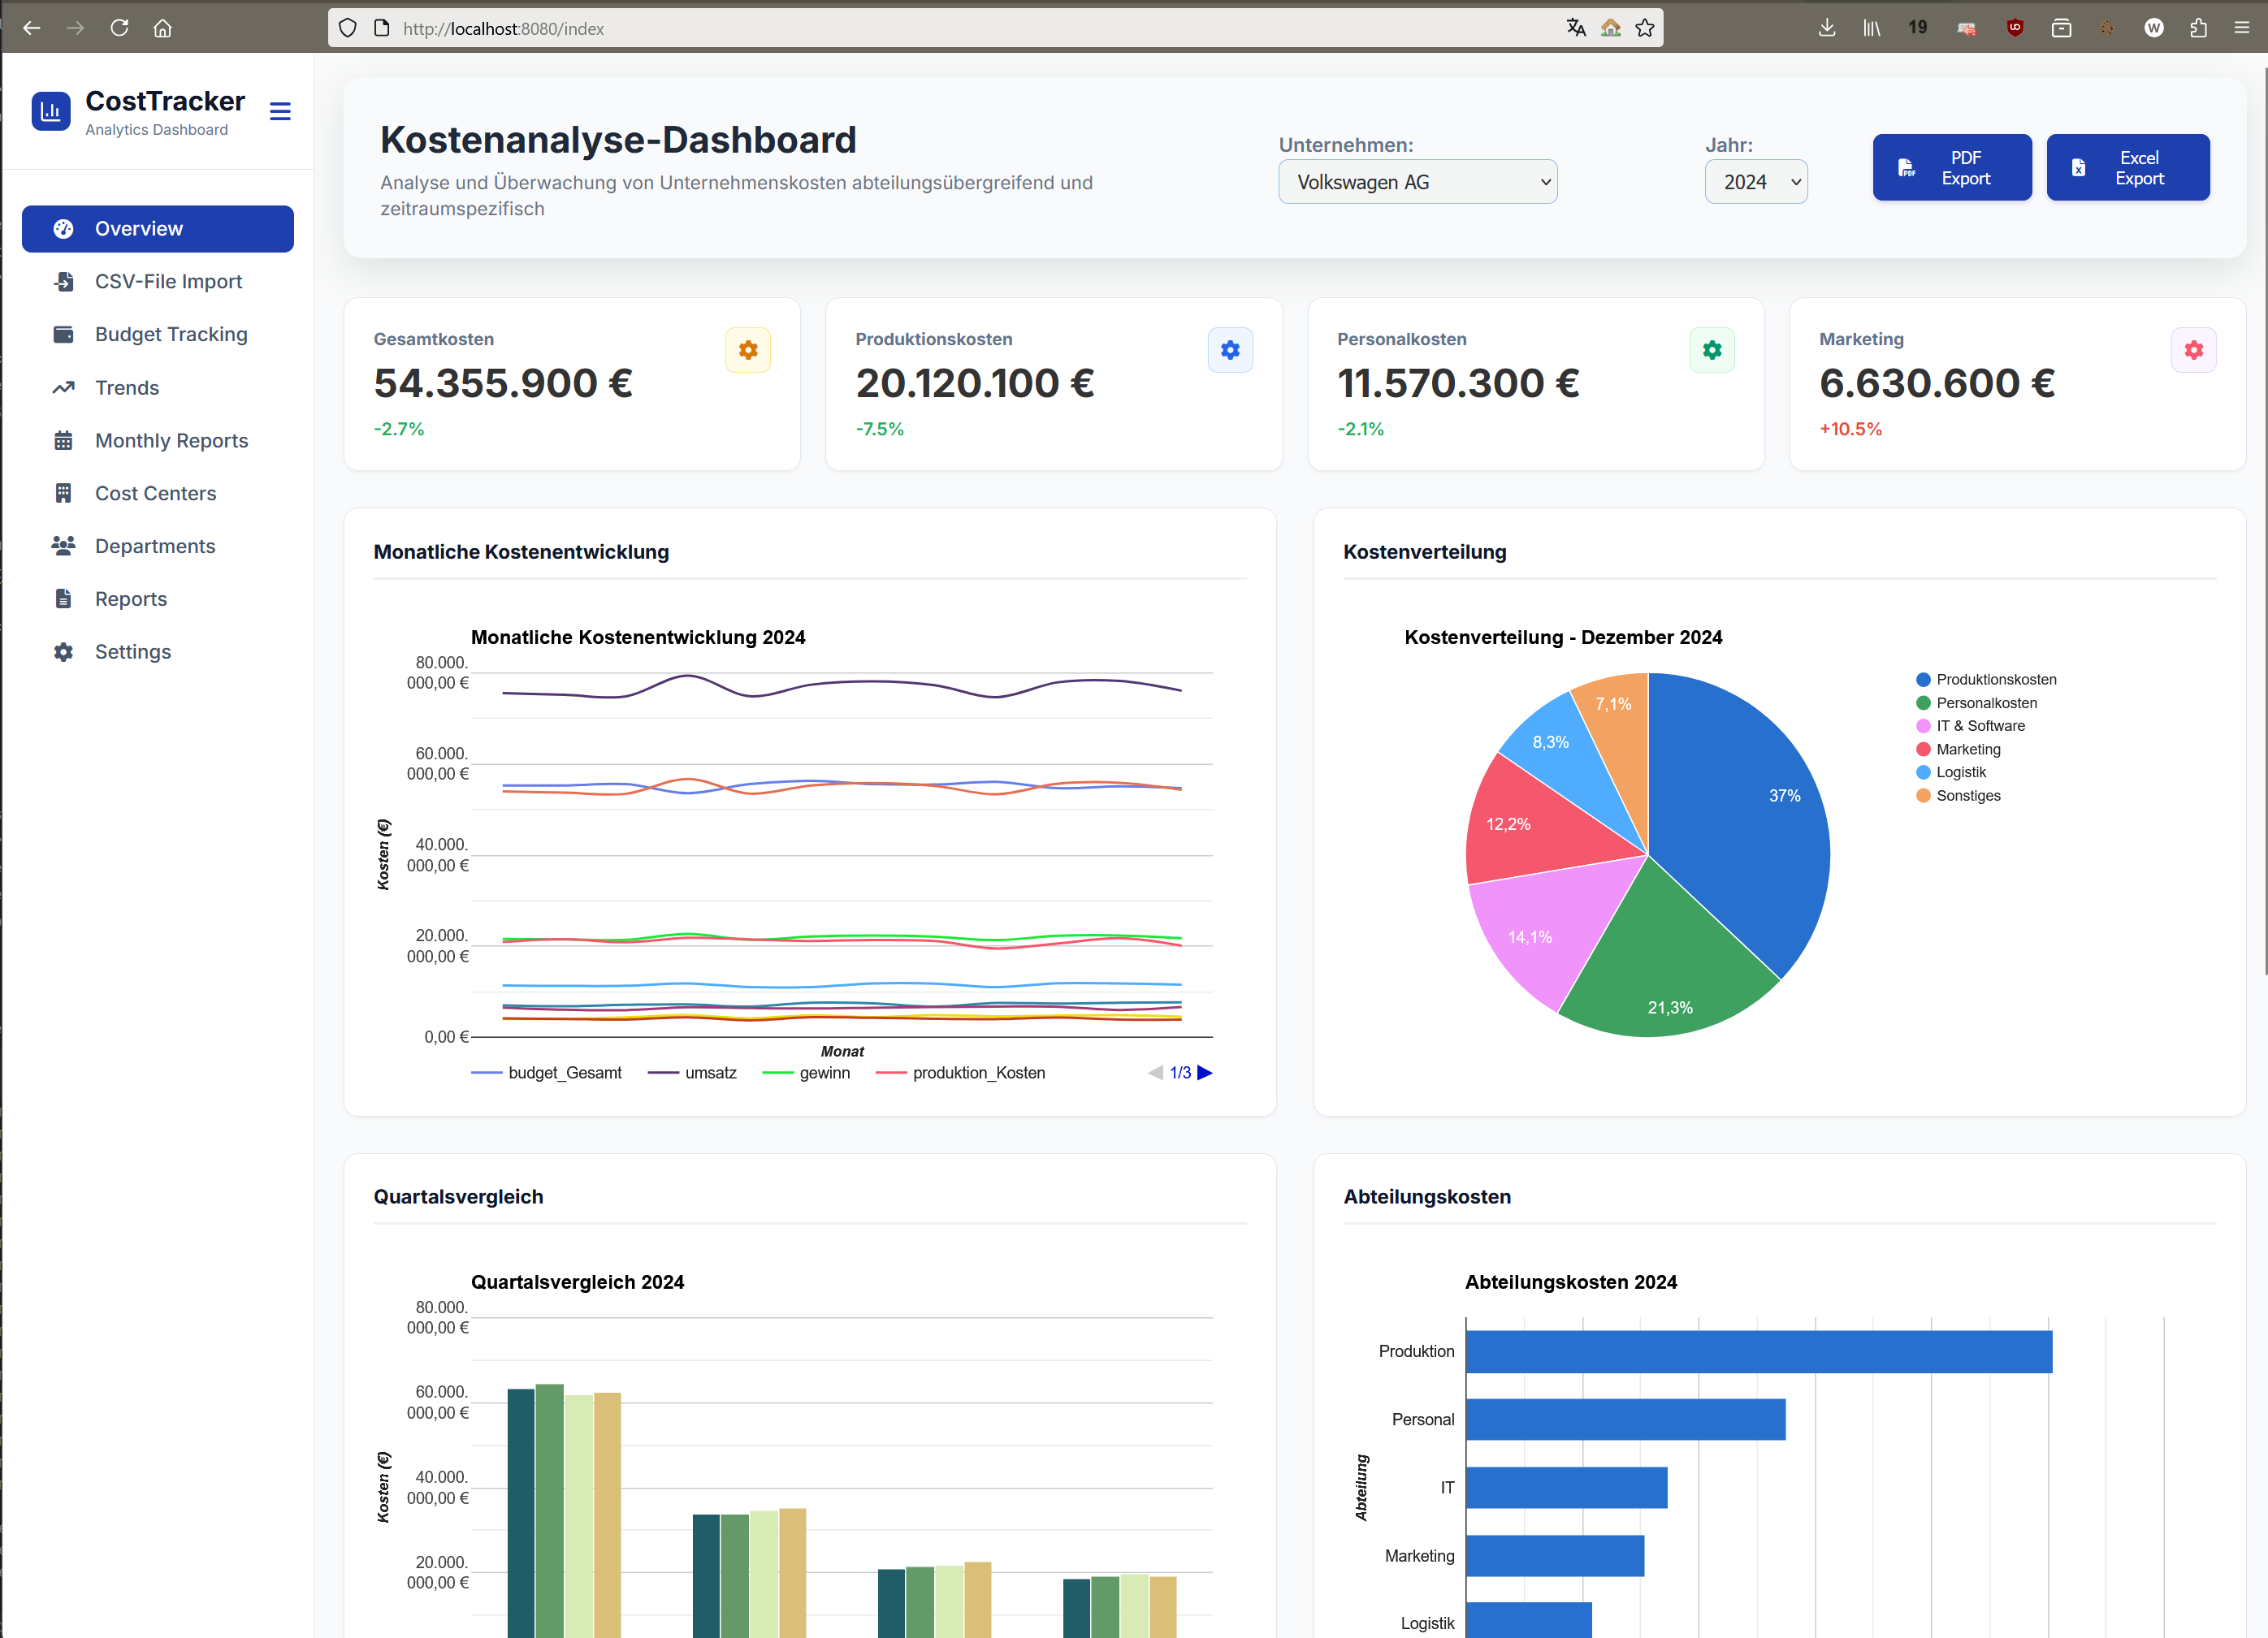 http://localhost:8080/index
19
CostTracker
Analytics Dashboard
Overview
CSV-File Import
Budget Tracking
Trends
Monthly Reports
Cost Centers
Departments
Reports
Settings
Kostenanalyse-Dashboard
Analyse und Überwachung von Unternehmenskosten abteilungsübergreifend und
zeitraumspezifisch
Unternehmen:
Volkswagen AG
Jahr:
2024
PDF
Export
Excel
Export
Gesamtkosten
54.355.900 €
-2.7%
Produktionskosten
20.120.100 €
-7.5%
Personalkosten
11.570.300 €
-2.1%
Marketing
6.630.600 €
+10.5%
Monatliche Kostenentwicklung
Monatliche Kostenentwicklung 2024
80.000.
000,00 €
60.000.
000,00 €
40.000.
000,00 €
20.000.
000,00 €
0,00 €
Kosten (€)
Monat
budget_Gesamt
umsatz
gewinn
produktion_Kosten
1/3
Kostenverteilung
Kostenverteilung - Dezember 2024
37%
21,3%
14,1%
12,2%
8,3%
7,1%
Produktionskosten
Personalkosten
IT & Software
Marketing
Logistik
Sonstiges
Quartalsvergleich
Quartalsvergleich 2024
80.000.
000,00 €
60.000.
000,00 €
40.000.
000,00 €
20.000.
000,00 €
Kosten (€)
Abteilungskosten
Abteilungskosten 2024
Abteilung
Produktion
Personal
IT
Marketing
Logistik